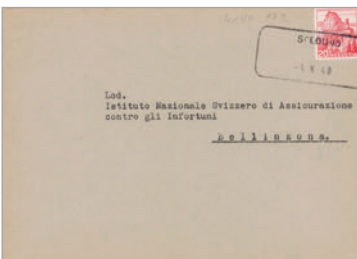 Lod.
Istituto Nazionale Svizzero di Assicurazione
contro gli Infortuni
Bellinzona.